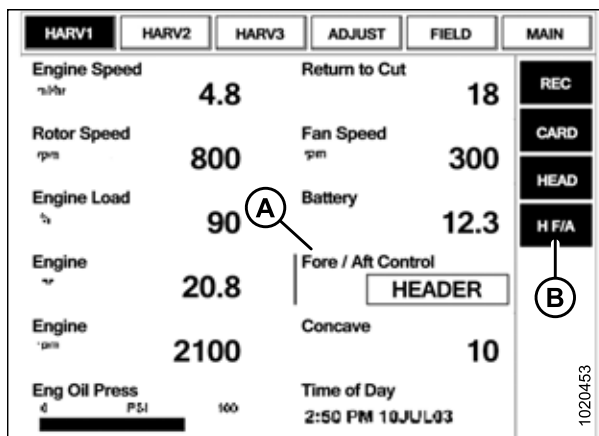 HARV1 HARV2 HARV3 ADJUST FIELD MAIN
Engine Speed
4.8
Return to Cut
18
REC
Rotor Speed
rpm
800
Fan Speed
rpm
300
CARD
HEAD
Engine Load
90
Battery
12.3
H F/A
A
B
Engine
20.8
Fore / Aft Control
HEADER
Engine
rpm
2100
Concave
10
Eng Oil Press
0 PSI 100
Time of Day
2:50 PM 10JUL03
1020453